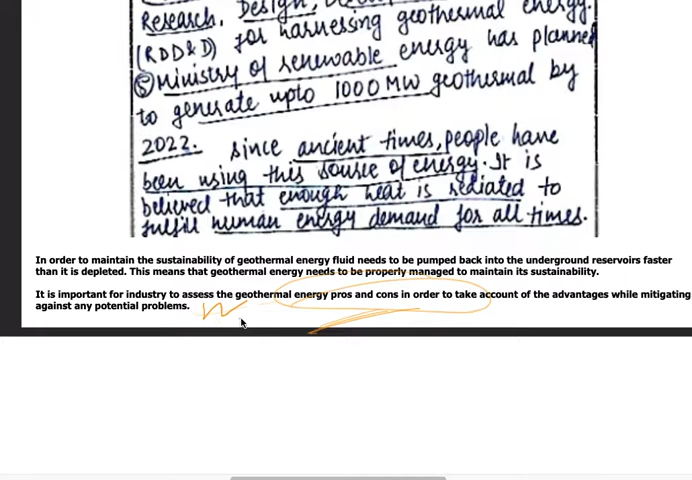 Research, Design,
(RDD&D) for harnessing geothermal energy.
⑤ Ministry of renewable energy has planned
to generate upto 1000 MW geothermal by
2022. since ancient times, people have
been using this source of energy. It is
believed that enough heat is rediated to
fulfill human energy demand for all times.
In order to maintain the sustainability of geothermal energy fluid needs to be pumped back into the underground reservoirs faster
than it is depleted. This means that geothermal energy needs to be properly managed to maintain its sustainability.
It is important for industry to assess the geothermal energy pros and cons in order to take account of the advantages while mitigating
against any potential problems.